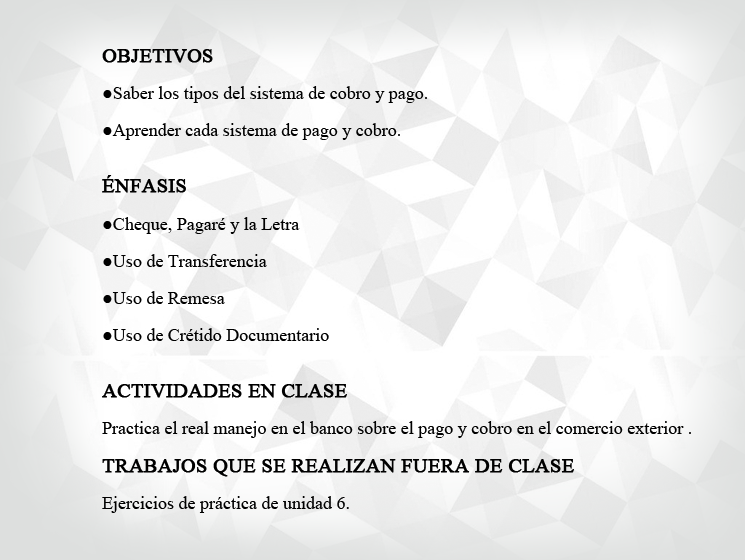 OBJETIVOS
●Saber los tipos del sistema de cobro y pago.
●Aprender cada sistema de pago y cobro.
ÉNFASIS
●Cheque, Pagaré y la Letra
●Uso de Transferencia
●Uso de Remesa
●Uso de Crétido Documentario
ACTIVIDADES EN CLASE
Practica el real manejo en el banco sobre el pago y cobro en el comercio exterior .
TRABAJOS QUE SE REALIZAN FUERA DE CLASE
Ejercicios de práctica de unidad 6.